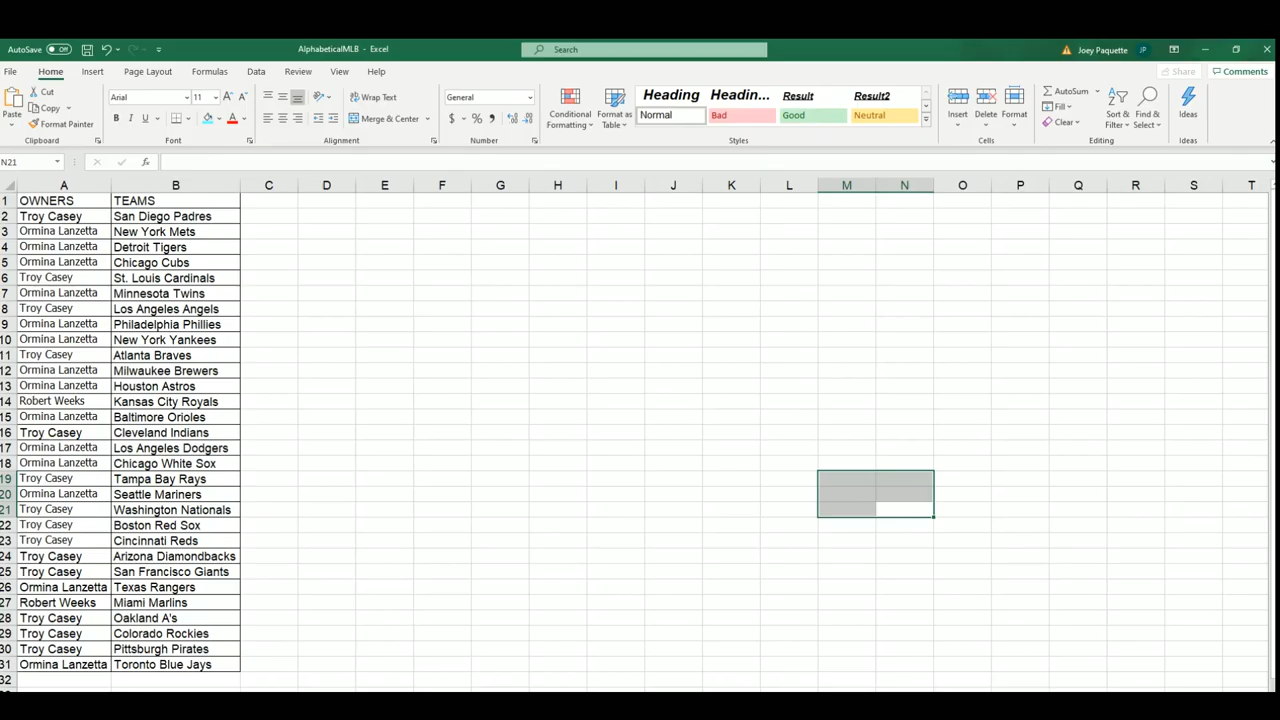 AutoSave Off AlphabeticalMLB - Excel Search Joey Paquette JP
File Home Insert Page Layout Formulas Data Review View Help Share Comments
Paste Cut Copy Format Painter Clipboard
Arial 11 B I U A Font
Wrap Text Merge & Center Alignment
General $ % Number
Conditional Formatting Format as Table
Heading Headin... Result Result2
Normal Bad Good Neutral
Styles
Insert Delete Format Cells
AutoSum Fill Clear Sort & Filter Find & Select Editing
Ideas Ideas
N21 fx
A B C D E F G H I J K L M N O P Q R S T
1 OWNERS TEAMS
2 Troy Casey San Diego Padres
3 Ormina Lanzetta New York Mets
4 Ormina Lanzetta Detroit Tigers
5 Ormina Lanzetta Chicago Cubs
6 Troy Casey St. Louis Cardinals
7 Ormina Lanzetta Minnesota Twins
8 Troy Casey Los Angeles Angels
9 Ormina Lanzetta Philadelphia Phillies
10 Ormina Lanzetta New York Yankees
11 Troy Casey Atlanta Braves
12 Ormina Lanzetta Milwaukee Brewers
13 Ormina Lanzetta Houston Astros
14 Robert Weeks Kansas City Royals
15 Ormina Lanzetta Baltimore Orioles
16 Troy Casey Cleveland Indians
17 Ormina Lanzetta Los Angeles Dodgers
18 Ormina Lanzetta Chicago White Sox
19 Troy Casey Tampa Bay Rays
20 Ormina Lanzetta Seattle Mariners
21 Troy Casey Washington Nationals
22 Troy Casey Boston Red Sox
23 Troy Casey Cincinnati Reds
24 Troy Casey Arizona Diamondbacks
25 Troy Casey San Francisco Giants
26 Ormina Lanzetta Texas Rangers
27 Robert Weeks Miami Marlins
28 Troy Casey Oakland A's
29 Troy Casey Colorado Rockies
30 Troy Casey Pittsburgh Pirates
31 Ormina Lanzetta Toronto Blue Jays
32